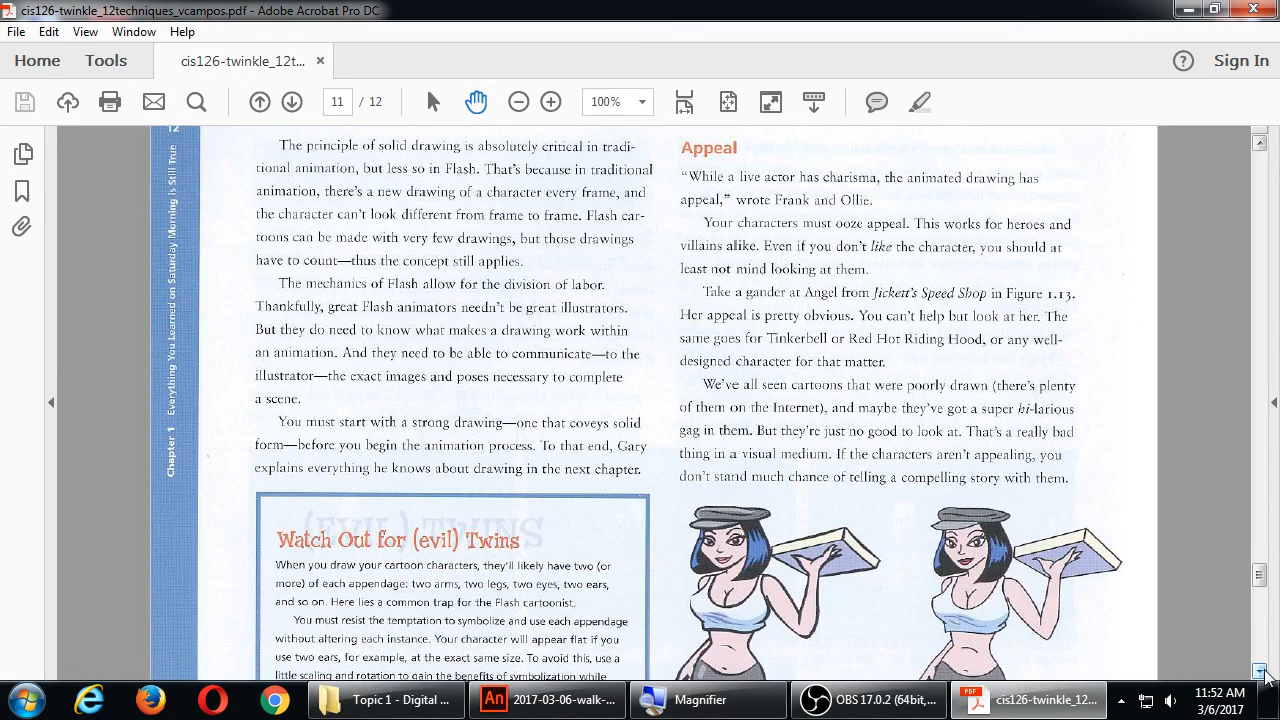 cis126-twinkle_12techniques_vcampos.pdf - Adobe Acrobat Pro DC
File Edit View Window Help
Home Tools cis126-twinkle_12t... × Sign In
11 / 12 100%
12
Chapter 1 Everything You Learned on Saturday Morning is Still True
The principle of solid drawing is absolutely critical in tradi-
tional animation, but less so in Flash. That's because in traditional
animation, there's a new drawing of a character every frame, and
the character can't look different from frame to frame. Flash car-
toons can be made with very few drawings, but those drawings
have to count—thus the concept still applies.
The mechanics of Flash allow for the division of labor.
Thankfully, great Flash animators needn't be great illustrators.
But they do need to know what makes a drawing work within
an animation. And they need to be able to communicate—to the
illustrator—the exact images and poses necessary to complete
a scene.
You must start with a strong drawing—one that coveys solid
form—before you begin the animation process. To that end, Gary
explains everything he knows about drawing in the next chapter.
Watch Out for (evil) Twins
When you draw your cartoon characters, they'll likely have two (or
more) of each appendage: two arms, two legs, two eyes, two ears,
and so on. Here lies a common trap for the Flash cartoonist.
You must resist the temptation to symbolize and use each appendage
without altering each instance. Your character will appear flat if you
use two ears, for example, at the exact same size. To avoid this, use a
little scaling and rotation to gain the benefits of symbolization while
Appeal
“While a live actor has charisma, the animated drawing has
appeal,” wrote Frank and Ollie.
Your characters must ooze appeal. This works for heroes and
villains alike. Even if you don't like the character, you should at
least not mind looking at them.
Take a gander at Angel from Jickett's Speed Shop in Figure 1.13.
Her appeal is pretty obvious. You can't help but look at her. The
same goes for Tinkerbell or Red Hot Riding Hood, or any well-
designed character for that matter.
We've all seen cartoons that were poorly drawn (there's plenty
of them on the Internet), and maybe they've got a super hilarious
gag in them. But they're just no good to look at. That's a really bad
thing in a visual medium. If the characters aren't appealing, you
don't stand much chance of telling a compelling story with them.
Topic 1 - Digital ... An 2017-03-06-walk-... Magnifier OBS 17.0.2 (64bit,... PDF cis126-twinkle_12... 11:52 AM
3/6/2017